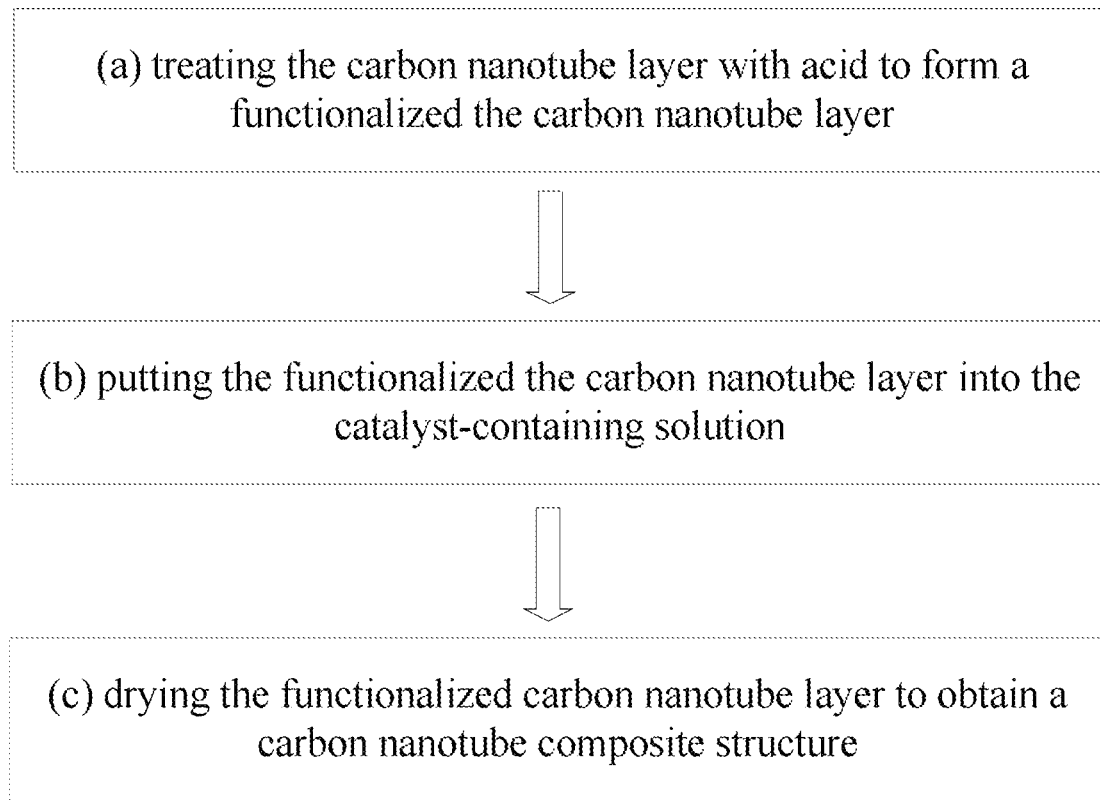 (a) treating the carbon nanotube layer with acid to form a
functionalized the carbon nanotube layer
(b) putting the functionalized the carbon nanotube layer into the
catalyst-containing solution
(c) drying the functionalized carbon nanotube layer to obtain a
carbon nanotube composite structure